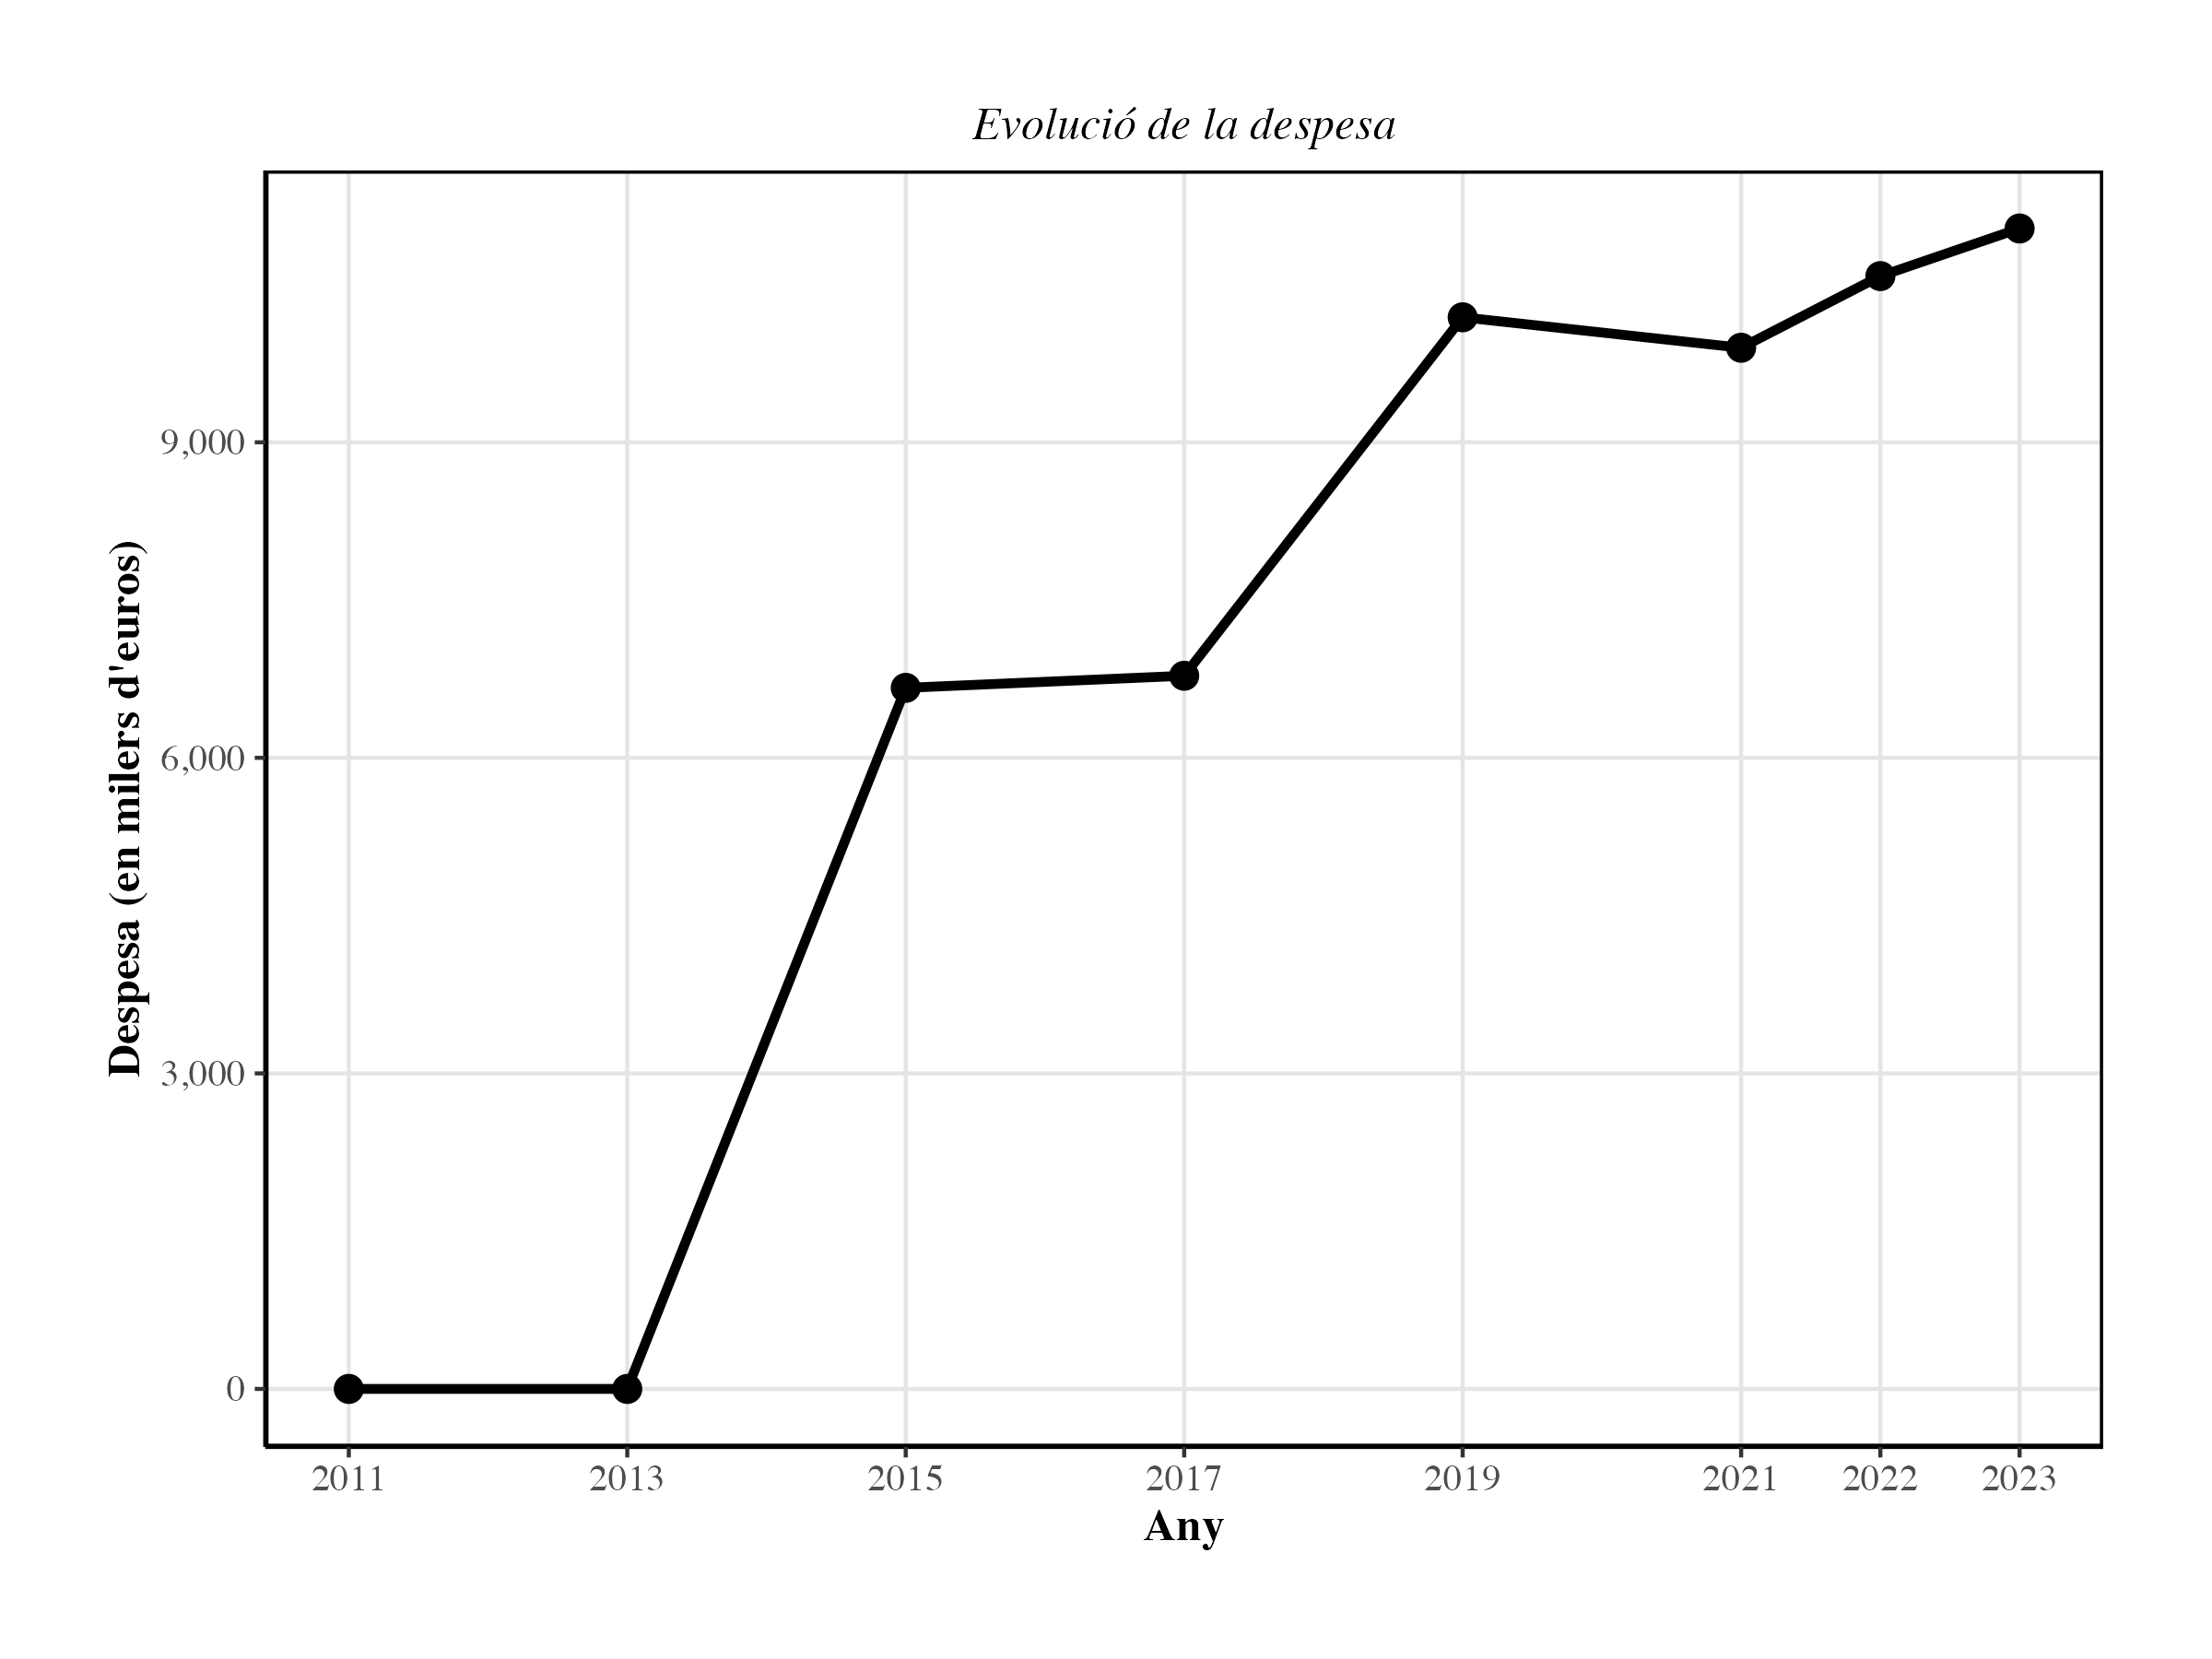 Evolució de la despesa
Despesa (en milers d'euros)
9,000
6,000
3,000
0
2011 2013 2015 2017 2019 2021 2022 2023
Any